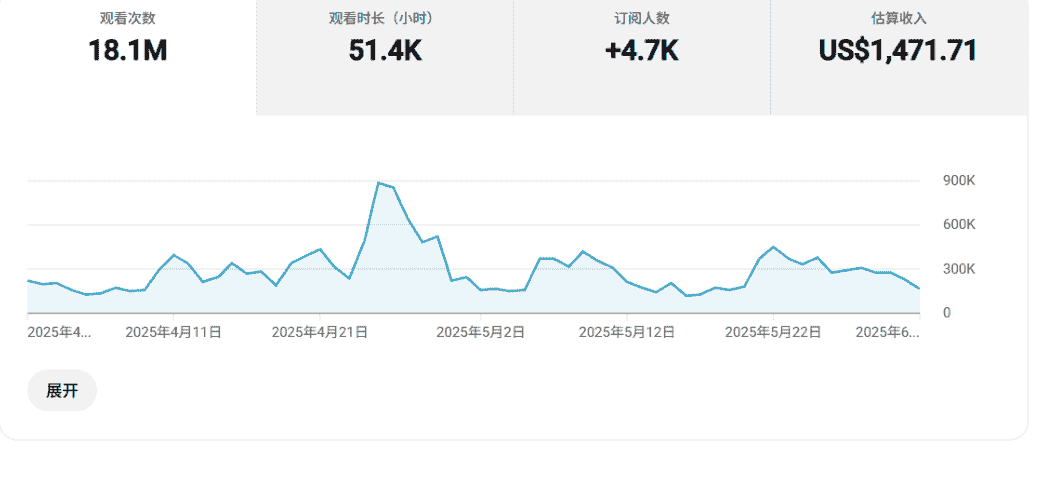 观看次数
18.1M
观看时长（小时）
51.4K
订阅人数
+4.7K
估算收入
US$1,471.71
900K
600K
300K
0
2025年4...
2025年4月11日
2025年4月21日
2025年5月2日
2025年5月12日
2025年5月22日
2025年6...
展开